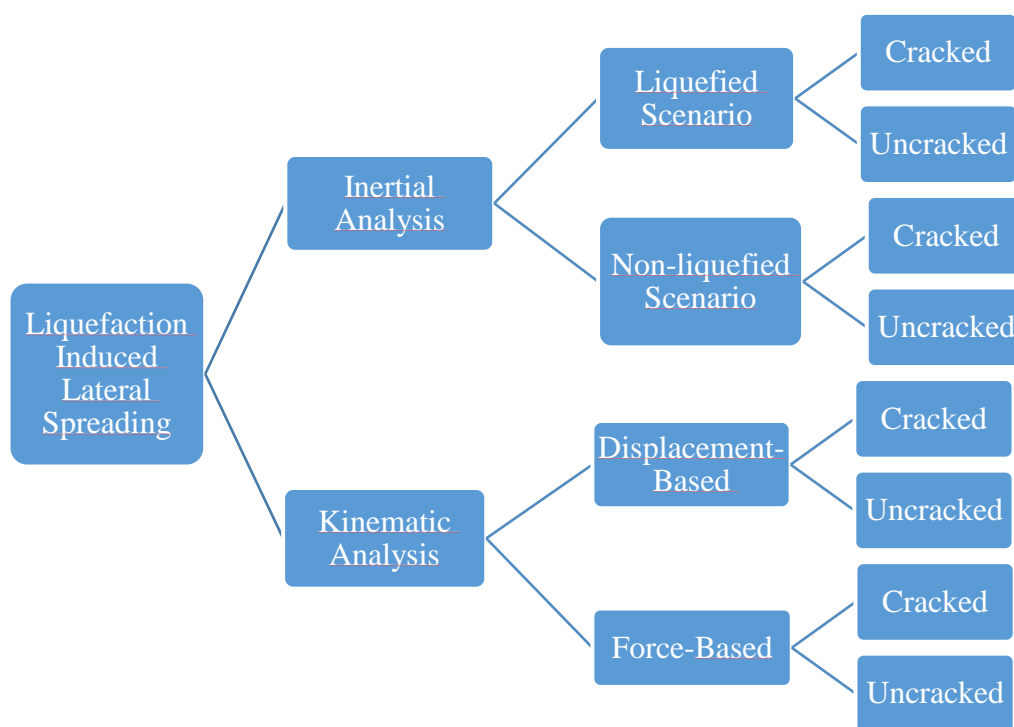 Liquefaction
Induced
Lateral
Spreading
Inertial
Analysis
Liquefied
Scenario
Cracked
Uncracked
Non-liquefied
Scenario
Cracked
Uncracked
Kinematic
Analysis
Displacement-
Based
Cracked
Uncracked
Force-Based
Cracked
Uncracked